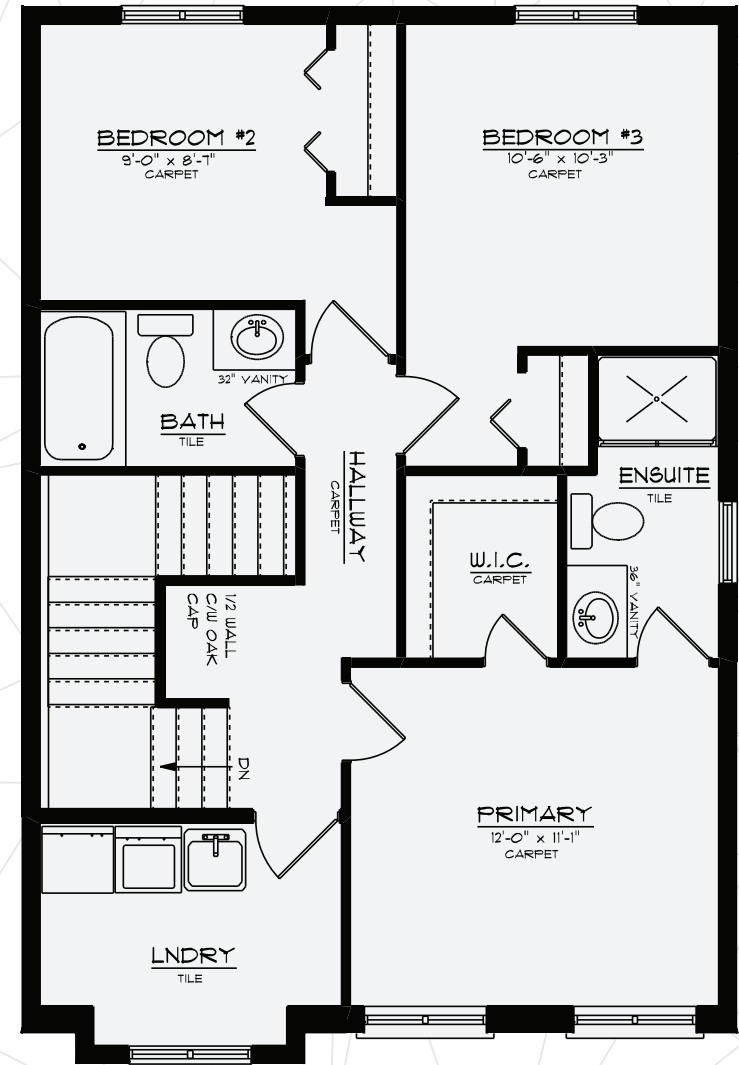 BEDROOM #2
9'-0" x 8'-7"
CARPET
BEDROOM #3
10'-6" x 10'-3"
CARPET
32" VANITY
BATH
TILE
HALLWAY
CARPET
ENSUITE
TILE
W.I.C.
CARPET
36" VANITY
1/2 WALL
C/W OAK
CAP
DN
PRIMARY
12'-0" x 11'-1"
CARPET
LNDRY
TILE